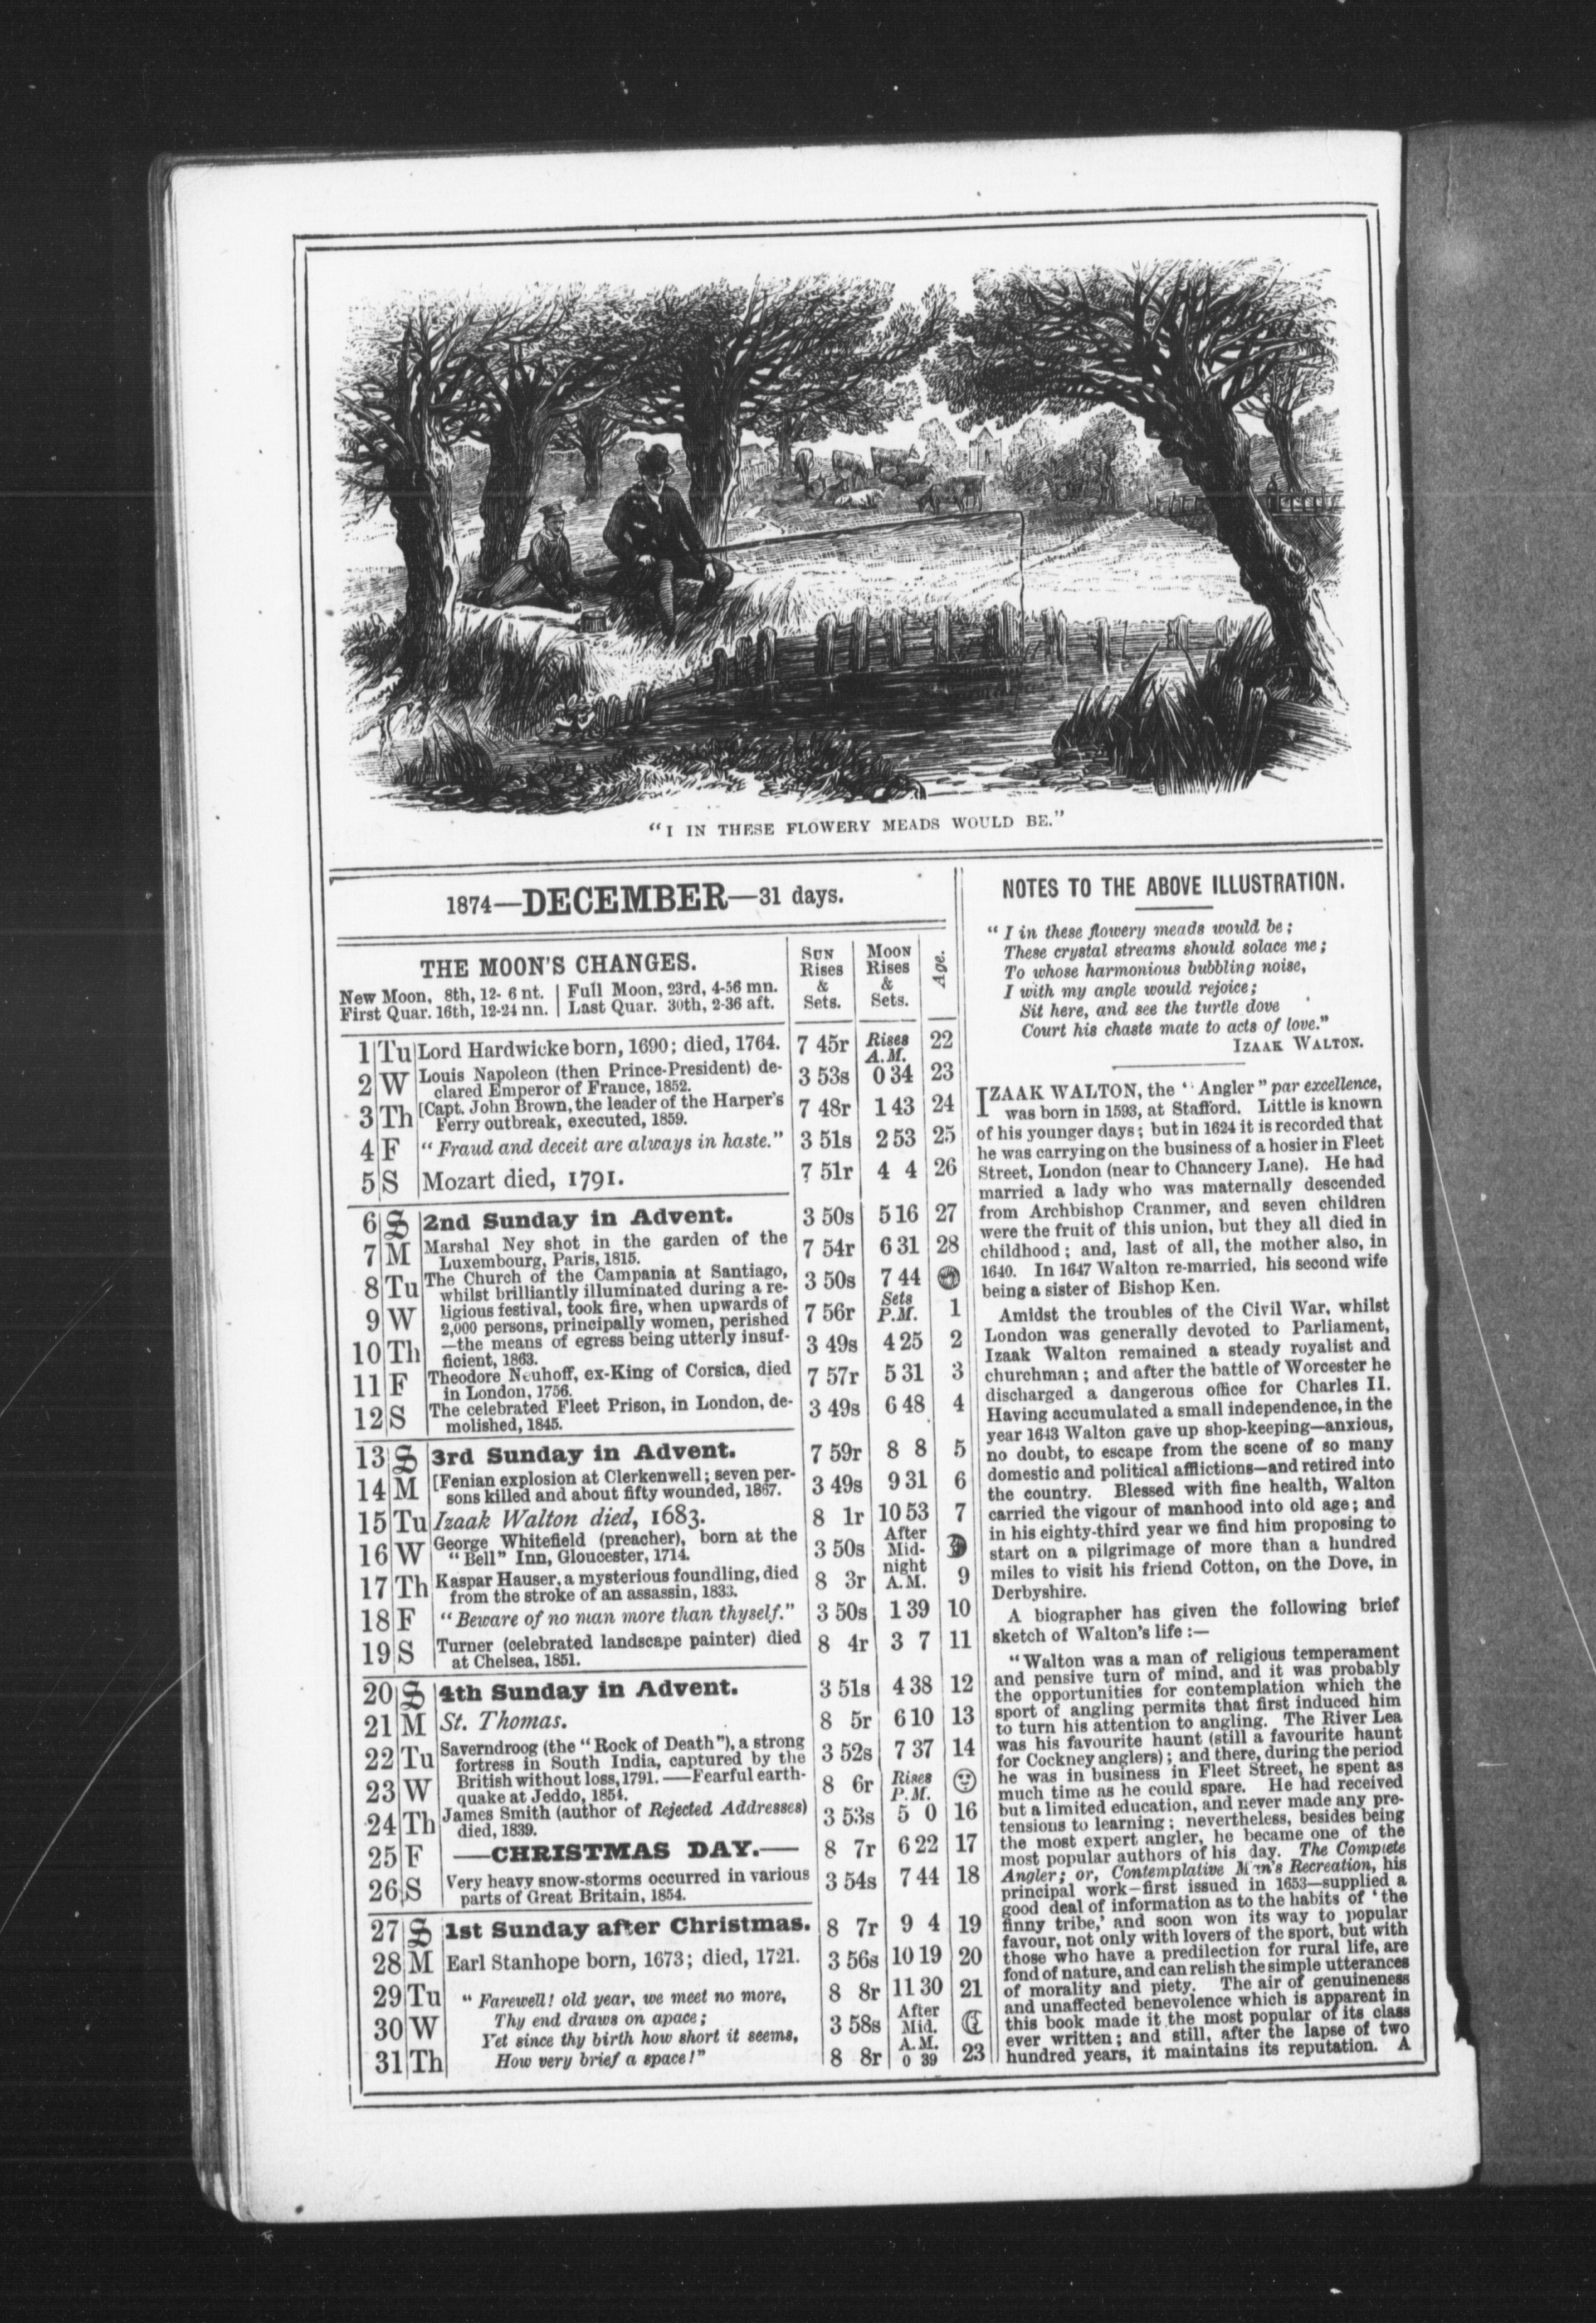 "I IN THESE FLOWERY MEADS WOULD BE."
1874—DECEMBER—31 days.
THE MOON'S CHANGES.
New Moon, 8th, 12- 6 nt. | Full Moon, 23rd, 4-56 mn.
First Quar. 16th, 12-24 nn. | Last Quar. 30th, 2-36 aft.
SUN Rises & Sets.
MOON Rises & Sets.
Age.
1 Tu Lord Hardwicke born, 1690; died, 1764. 7 45r Rises A.M. 22
2 W Louis Napoleon (then Prince-President) de-
clared Emperor of France, 1852. 3 53s 0 34 23
3 Th [Capt. John Brown, the leader of the Harper's
Ferry outbreak, executed, 1859. 7 48r 1 43 24
4 F "Fraud and deceit are always in haste." 3 51s 2 53 25
5 S Mozart died, 1791. 7 51r 4 4 26
6 S 2nd Sunday in Advent. 3 50s 5 16 27
7 M Marshal Ney shot in the garden of the
Luxembourg, Paris, 1815. 7 54r 6 31 28
8 Tu The Church of the Campania at Santiago,
whilst brilliantly illuminated during a re- 3 50s 7 44
9 W ligious festival, took fire, when upwards of
2,000 persons, principally women, perished 7 56r Sets P.M. 1
10 Th —the means of egress being utterly insuf-
ficient, 1863. 3 49s 4 25 2
11 F Theodore Neuhoff, ex-King of Corsica, died
in London, 1756. 7 57r 5 31 3
12 S The celebrated Fleet Prison, in London, de-
molished, 1845. 3 49s 6 48 4
13 S 3rd Sunday in Advent. 7 59r 8 8 5
14 M [Fenian explosion at Clerkenwell; seven per-
sons killed and about fifty wounded, 1867. 3 49s 9 31 6
15 Tu Izaak Walton died, 1683. 8 1r 10 53 7
16 W George Whitefield (preacher), born at the
"Bell" Inn, Gloucester, 1714. 3 50s After Mid-
17 Th Kaspar Hauser, a mysterious foundling, died
from the stroke of an assassin, 1833. 8 3r night A.M. 9
18 F "Beware of no man more than thyself." 3 50s 1 39 10
19 S Turner (celebrated landscape painter) died
at Chelsea, 1851. 8 4r 3 7 11
20 S 4th Sunday in Advent. 3 51s 4 38 12
21 M St. Thomas. 8 5r 6 10 13
22 Tu Saverndroog (the "Rock of Death"), a strong
fortress in South India, captured by the 3 52s 7 37 14
23 W British without loss, 1791. — Fearful earth-
quake at Jeddo, 1854. 8 6r Rises P.M.
24 Th James Smith (author of Rejected Addresses)
died, 1839. 3 53s 5 0 16
25 F —CHRISTMAS DAY.— 8 7r 6 22 17
26 S Very heavy snow-storms occurred in various
parts of Great Britain, 1854. 3 54s 7 44 18
27 S 1st Sunday after Christmas. 8 7r 9 4 19
28 M Earl Stanhope born, 1673; died, 1721. 3 56s 10 19 20
29 Tu "Farewell! old year, we meet no more, 8 8r 11 30 21
30 W Thy end draws on apace; 3 58s After Mid.
Yet since thy birth how short it seems,
31 Th How very brief a space!" 8 8r A.M. 0 39 23
NOTES TO THE ABOVE ILLUSTRATION.
"I in these flowery meads would be;
These crystal streams should solace me;
To whose harmonious bubbling noise,
I with my angle would rejoice;
Sit here, and see the turtle dove
Court his chaste mate to acts of love."
IZAAK WALTON.
IZAAK WALTON, the "Angler" par excellence,
was born in 1593, at Stafford. Little is known
of his younger days; but in 1624 it is recorded that
he was carrying on the business of a hosier in Fleet
Street, London (near to Chancery Lane). He had
married a lady who was maternally descended
from Archbishop Cranmer, and seven children
were the fruit of this union, but they all died in
childhood; and, last of all, the mother also, in
1640. In 1647 Walton re-married, his second wife
being a sister of Bishop Ken.
Amidst the troubles of the Civil War, whilst
London was generally devoted to Parliament,
Izaak Walton remained a steady royalist and
churchman; and after the battle of Worcester he
discharged a dangerous office for Charles II.
Having accumulated a small independence, in the
year 1643 Walton gave up shop-keeping—anxious,
no doubt, to escape from the scene of so many
domestic and political afflictions—and retired into
the country. Blessed with fine health, Walton
carried the vigour of manhood into old age; and
in his eighty-third year we find him proposing to
start on a pilgrimage of more than a hundred
miles to visit his friend Cotton, on the Dove, in
Derbyshire.
A biographer has given the following brief
sketch of Walton's life:—
"Walton was a man of religious temperament
and pensive turn of mind, and it was probably
the opportunities for contemplation which the
sport of angling permits that first induced him
to turn his attention to angling. The River Lea
was his favourite haunt (still a favourite haunt
for Cockney anglers); and there, during the period
he was in business in Fleet Street, he spent as
much time as he could spare. He had received
but a limited education, and never made any pre-
tensions to learning; nevertheless, besides being
the most expert angler, he became one of the
most popular authors of his day. The Complete
Angler; or, Contemplative Man's Recreation, his
principal work—first issued in 1653—supplied a
good deal of information as to the habits of 'the
finny tribe,' and soon won its way to popular
favour, not only with lovers of the sport, but with
those who have a predilection for rural life, are
fond of nature, and can relish the simple utterances
of morality and piety. The air of genuineness
and unaffected benevolence which is apparent in
this book made it the most popular of its class
ever written; and still, after the lapse of two
hundred years, it maintains its reputation. A